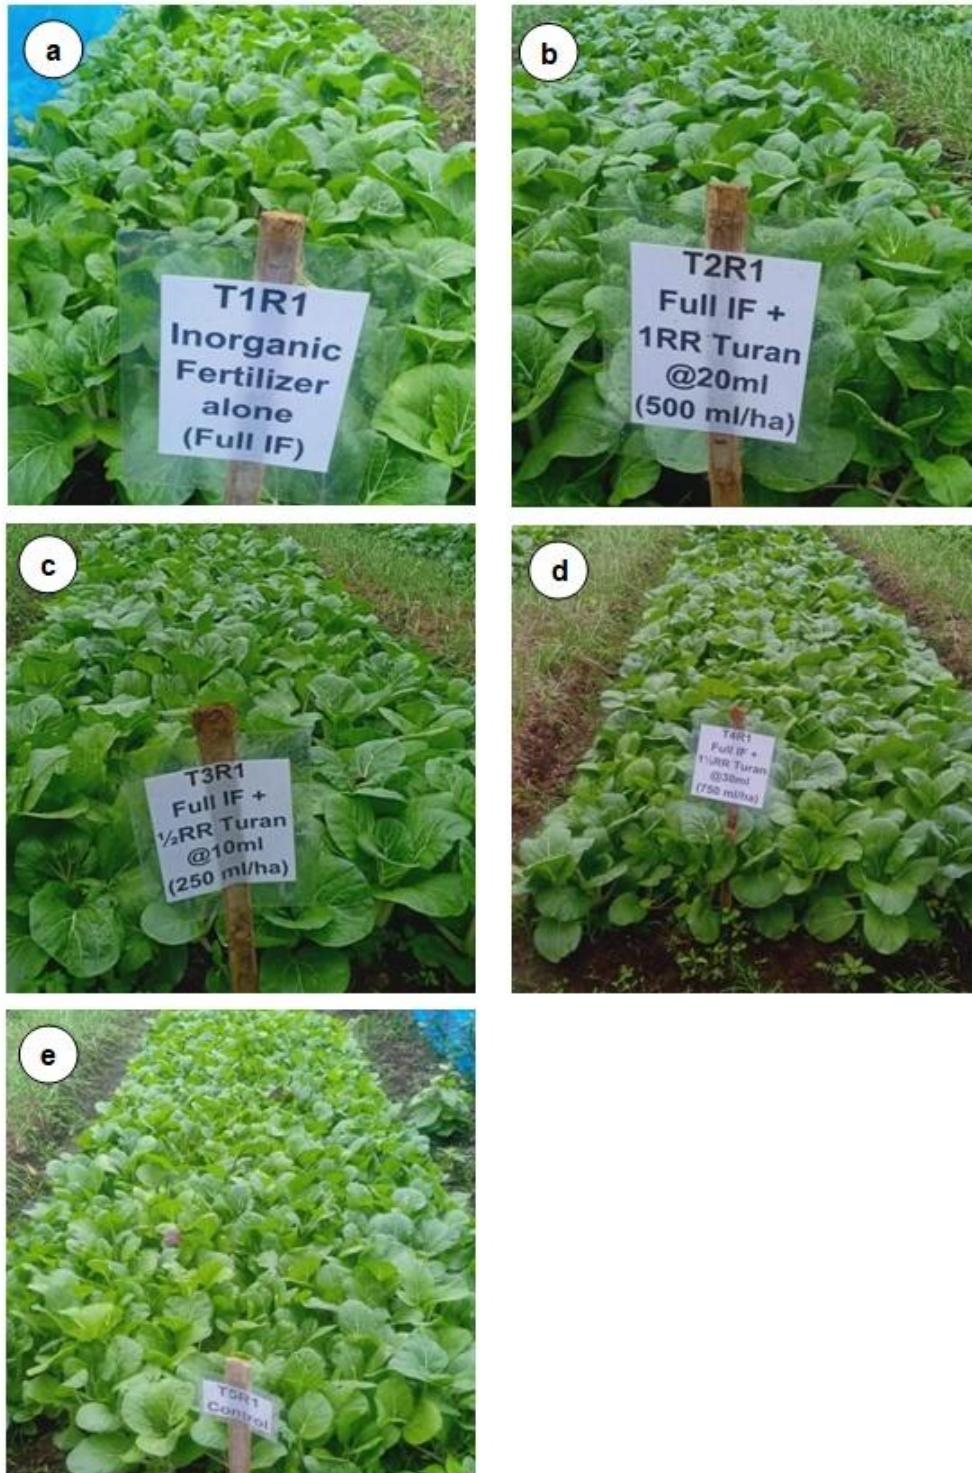 a
T1R1
Inorganic
Fertilizer
alone
(Full IF)
b
T2R1
Full IF +
1RR Turan
@20ml
(500 ml/ha)
c
T3R1
Full IF +
½RR Turan
@10ml
(250 ml/ha)
d
T4R1
Full IF +
1½RR Turan
@30ml
(750 ml/ha)
e
T5R1
Control